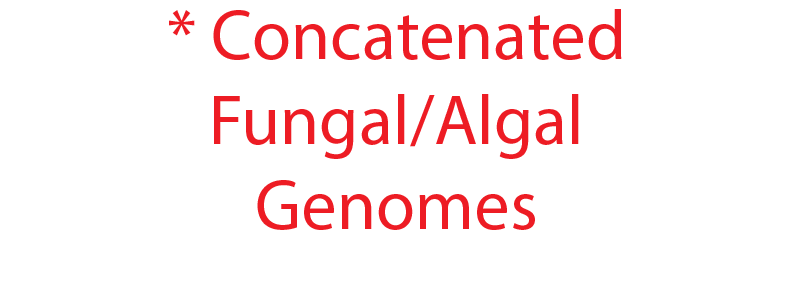 * Concatenated
Fungal/Algal
Genomes